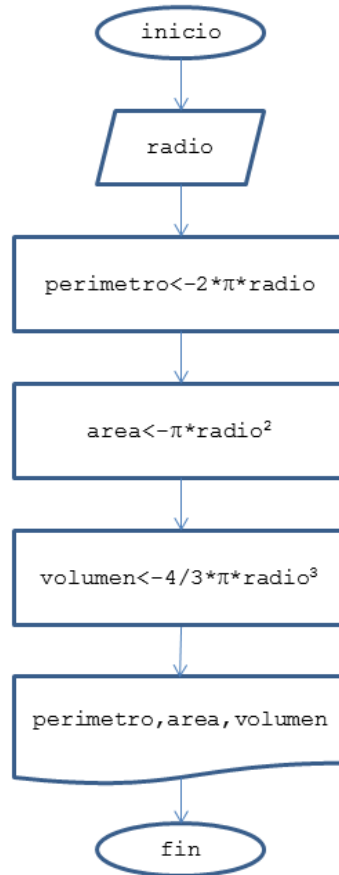 inicio
radio
perimetro<-2*π*radio
area<-π*radio²
volumen<-4/3*π*radio³
perimetro,area,volumen
fin